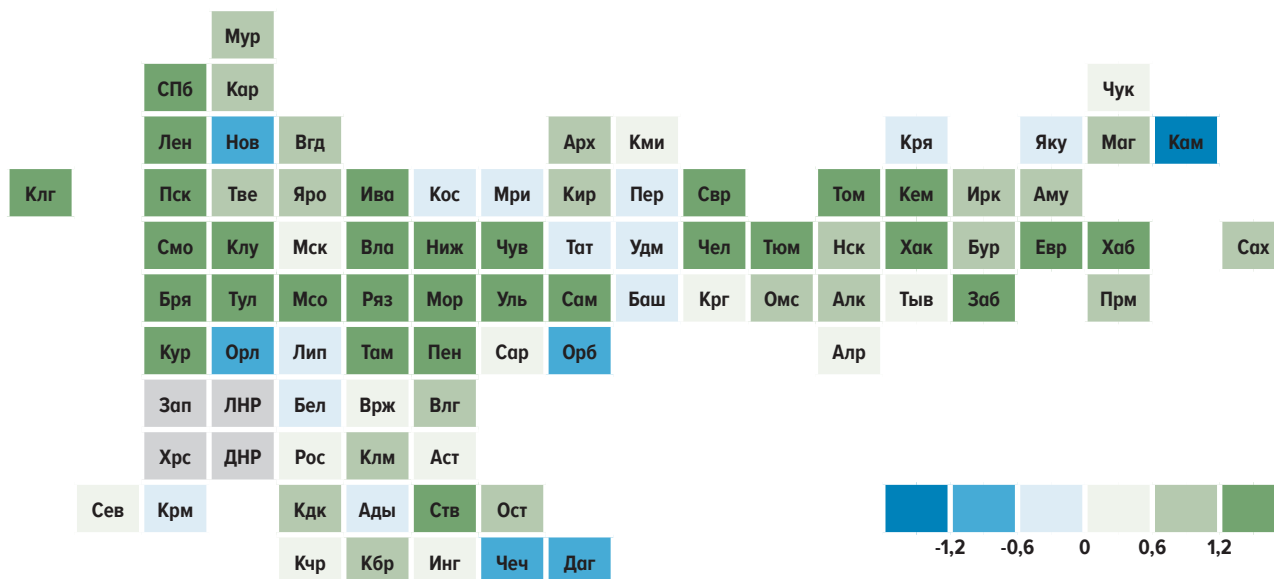 Мур
СПб Кар Чук
Лен Нов Вгд Арх Кми Кря Яку Маг Кам
Клг Пск Тве Яро Ива Кос Мри Кир Пер Свр Том Кем Ирк Аму
Смо Клу Мск Вла Ниж Чув Тат Удм Чел Тюм Нск Хак Бур Евр Хаб Сах
Бря Тул Мсо Ряз Мор Уль Сам Баш Крг Омс Алк Тыв Заб Прм
Кур Орл Лип Там Пен Сар Орб Алр
Зап ЛНР Бел Врж Влг
Хрс ДНР Рос Клм Аст
Сев Крм Кдк Ады Ств Ост
Кчр Кбр Инг Чеч Даг
-1,2 -0,6 0 0,6 1,2